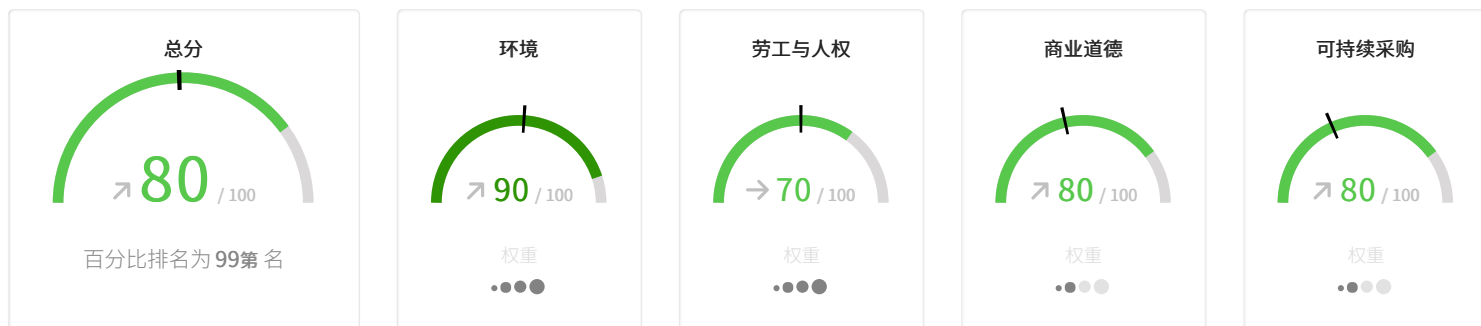 总分
80 / 100
百分比排名为 99第 名
环境
90 / 100
权重
劳工与人权
70 / 100
权重
商业道德
80 / 100
权重
可持续采购
80 / 100
权重